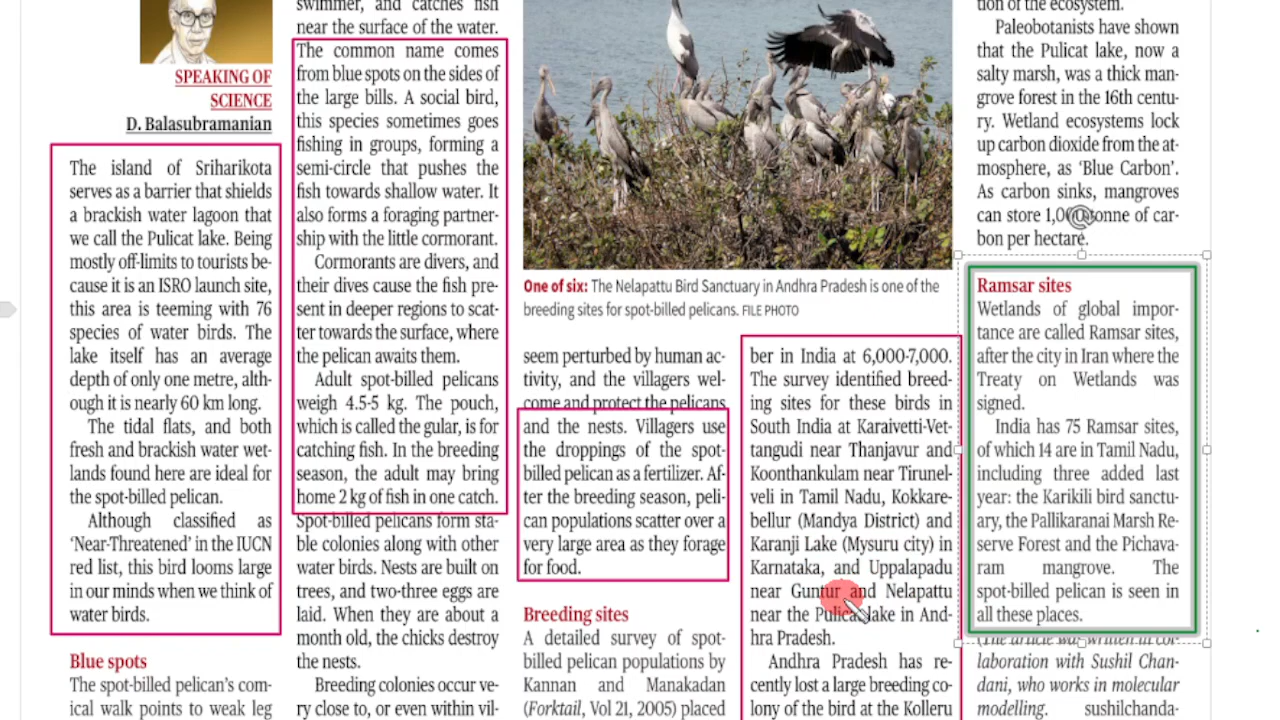 SPEAKING OF
SCIENCE
D. Balasubramanian
The island of Sriharikota
serves as a barrier that shields
a brackish water lagoon that
we call the Pulicat lake. Being
mostly off-limits to tourists be-
cause it is an ISRO launch site,
this area is teeming with 76
species of water birds. The
lake itself has an average
depth of only one metre, alth-
ough it is nearly 60 km long.
The tidal flats, and both
fresh and brackish water wet-
lands found here are ideal for
the spot-billed pelican.
Although classified as
‘Near-Threatened’ in the IUCN
red list, this bird looms large
in our minds when we think of
water birds.
Blue spots
The spot-billed pelican’s com-
ical walk points to weak leg
swimmer, and catches fish
near the surface of the water.
The common name comes
from blue spots on the sides of
the large bills. A social bird,
this species sometimes goes
fishing in groups, forming a
semi-circle that pushes the
fish towards shallow water. It
also forms a foraging partner-
ship with the little cormorant.
Cormorants are divers, and
their dives cause the fish pre-
sent in deeper regions to scat-
ter towards the surface, where
the pelican awaits them.
Adult spot-billed pelicans
weigh 4.5-5 kg. The pouch,
which is called the gular, is for
catching fish. In the breeding
season, the adult may bring
home 2 kg of fish in one catch.
Spot-billed pelicans form sta-
ble colonies along with other
water birds. Nests are built on
trees, and two-three eggs are
laid. When they are about a
month old, the chicks destroy
the nests.
Breeding colonies occur ve-
ry close to, or even within vil-
One of six: The Nelapattu Bird Sanctuary in Andhra Pradesh is one of the
breeding sites for spot-billed pelicans. FILE PHOTO
seem perturbed by human ac-
tivity, and the villagers wel-
come and protect the pelicans
and the nests. Villagers use
the droppings of the spot-
billed pelican as a fertilizer. Af-
ter the breeding season, peli-
can populations scatter over a
very large area as they forage
for food.
Breeding sites
A detailed survey of spot-
billed pelican populations by
Kannan and Manakadan
(Forktail, Vol 21, 2005) placed
ber in India at 6,000-7,000.
The survey identified breed-
ing sites for these birds in
South India at Karaivetti-Vet-
tangudi near Thanjavur and
Koonthankulam near Tirunel-
veli in Tamil Nadu, Kokkare-
bellur (Mandya District) and
Karanji Lake (Mysuru city) in
Karnataka, and Uppalapadu
near Guntur and Nelapattu
near the Pulicat lake in And-
hra Pradesh.
Andhra Pradesh has re-
cently lost a large breeding co-
lony of the bird at the Kolleru
tion of the ecosystem.
Paleobotanists have shown
that the Pulicat lake, now a
salty marsh, was a thick man-
grove forest in the 16th centu-
ry. Wetland ecosystems lock
up carbon dioxide from the at-
mosphere, as ‘Blue Carbon’.
As carbon sinks, mangroves
can store 1,000 tonne of car-
bon per hectare.
Ramsar sites
Wetlands of global impor-
tance are called Ramsar sites,
after the city in Iran where the
Treaty on Wetlands was
signed.
India has 75 Ramsar sites,
of which 14 are in Tamil Nadu,
including three added last
year: the Karikili bird sanctu-
ary, the Pallikaranai Marsh Re-
serve Forest and the Pichava-
ram mangrove. The
spot-billed pelican is seen in
all these places.
(The article was written in col-
laboration with Sushil Chan-
dani, who works in molecular
modelling. sushilchanda-